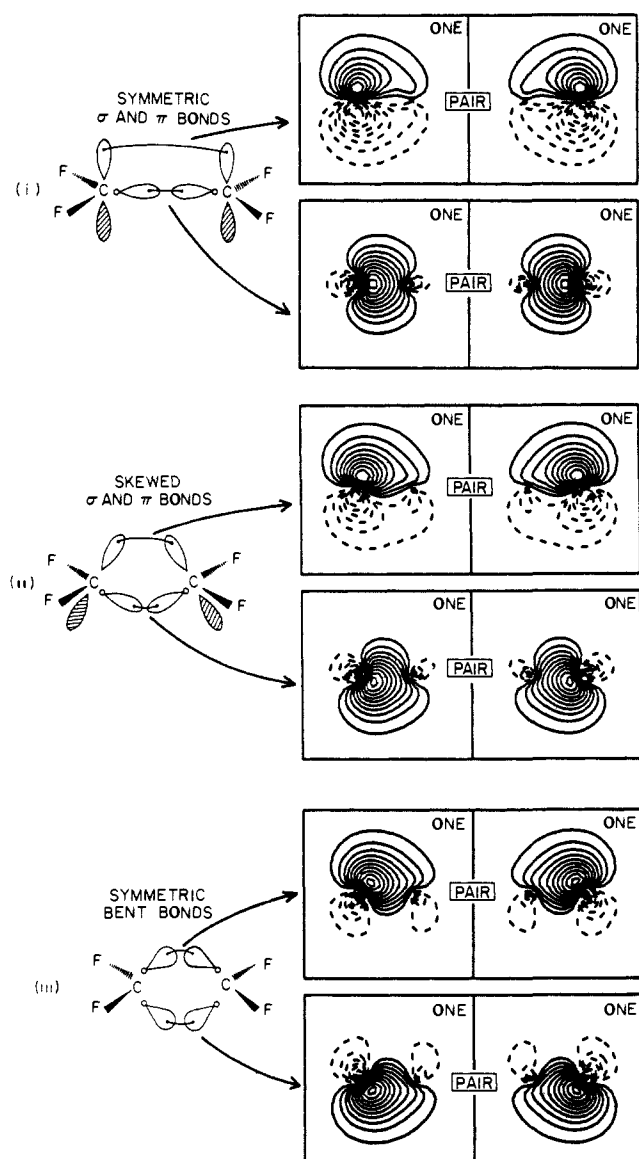 ONE ONE
PAIR
SYMMETRIC
σ AND π BONDS
F C C F
F F
(i)
ONE ONE
PAIR
ONE ONE
PAIR
SKEWED
σ AND π BONDS
F C C F
F F
(ii)
ONE ONE
PAIR
ONE ONE
PAIR
SYMMETRIC
BENT BONDS
F F
C C
F F
(iii)
ONE ONE
PAIR